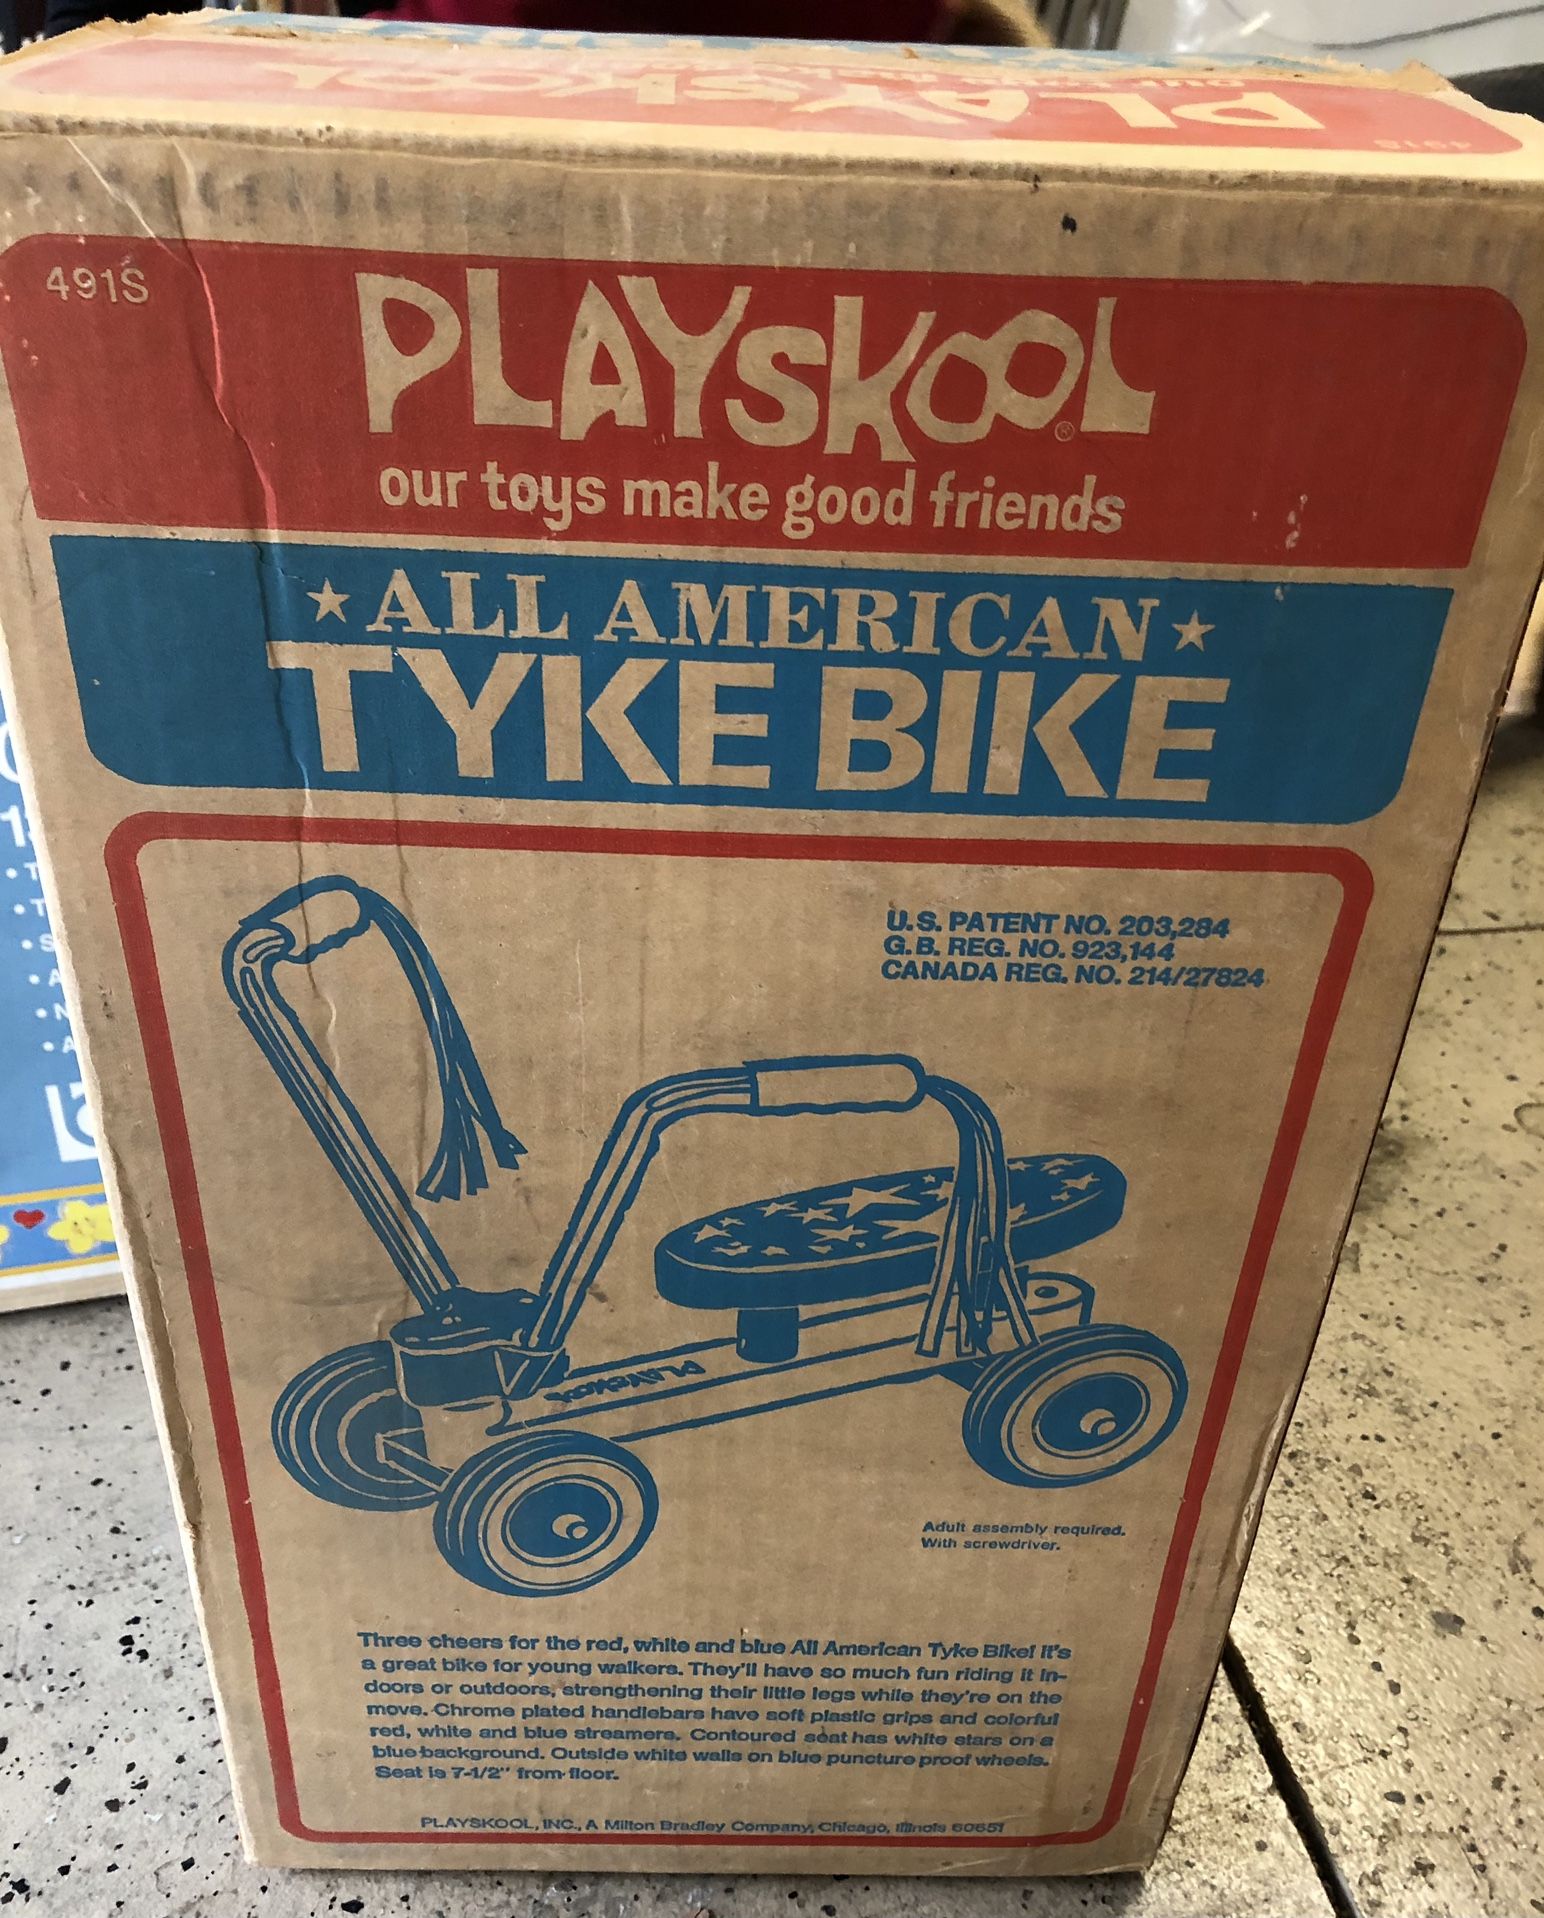 PLAYSKOOL
491S
491S
PLAYSKOOL®
our toys make good friends
★ ALL AMERICAN ★
TYKE BIKE
U.S. PATENT NO. 203,284
G.B. REG. NO. 923,144
CANADA REG. NO. 214/27824
PLAYSKOOL
Adult assembly required.
With screwdriver.
Three cheers for the red, white and blue All American Tyke Bike! It's
a great bike for young walkers. They'll have so much fun riding it in-
doors or outdoors, strengthening their little legs while they're on the
move. Chrome plated handlebars have soft plastic grips and colorful
red, white and blue streamers. Contoured seat has white stars on a
blue background. Outside white walls on blue puncture proof wheels.
Seat is 7-1/2" from floor.
PLAYSKOOL, INC., A Milton Bradley Company, Chicago, Illinois 60651